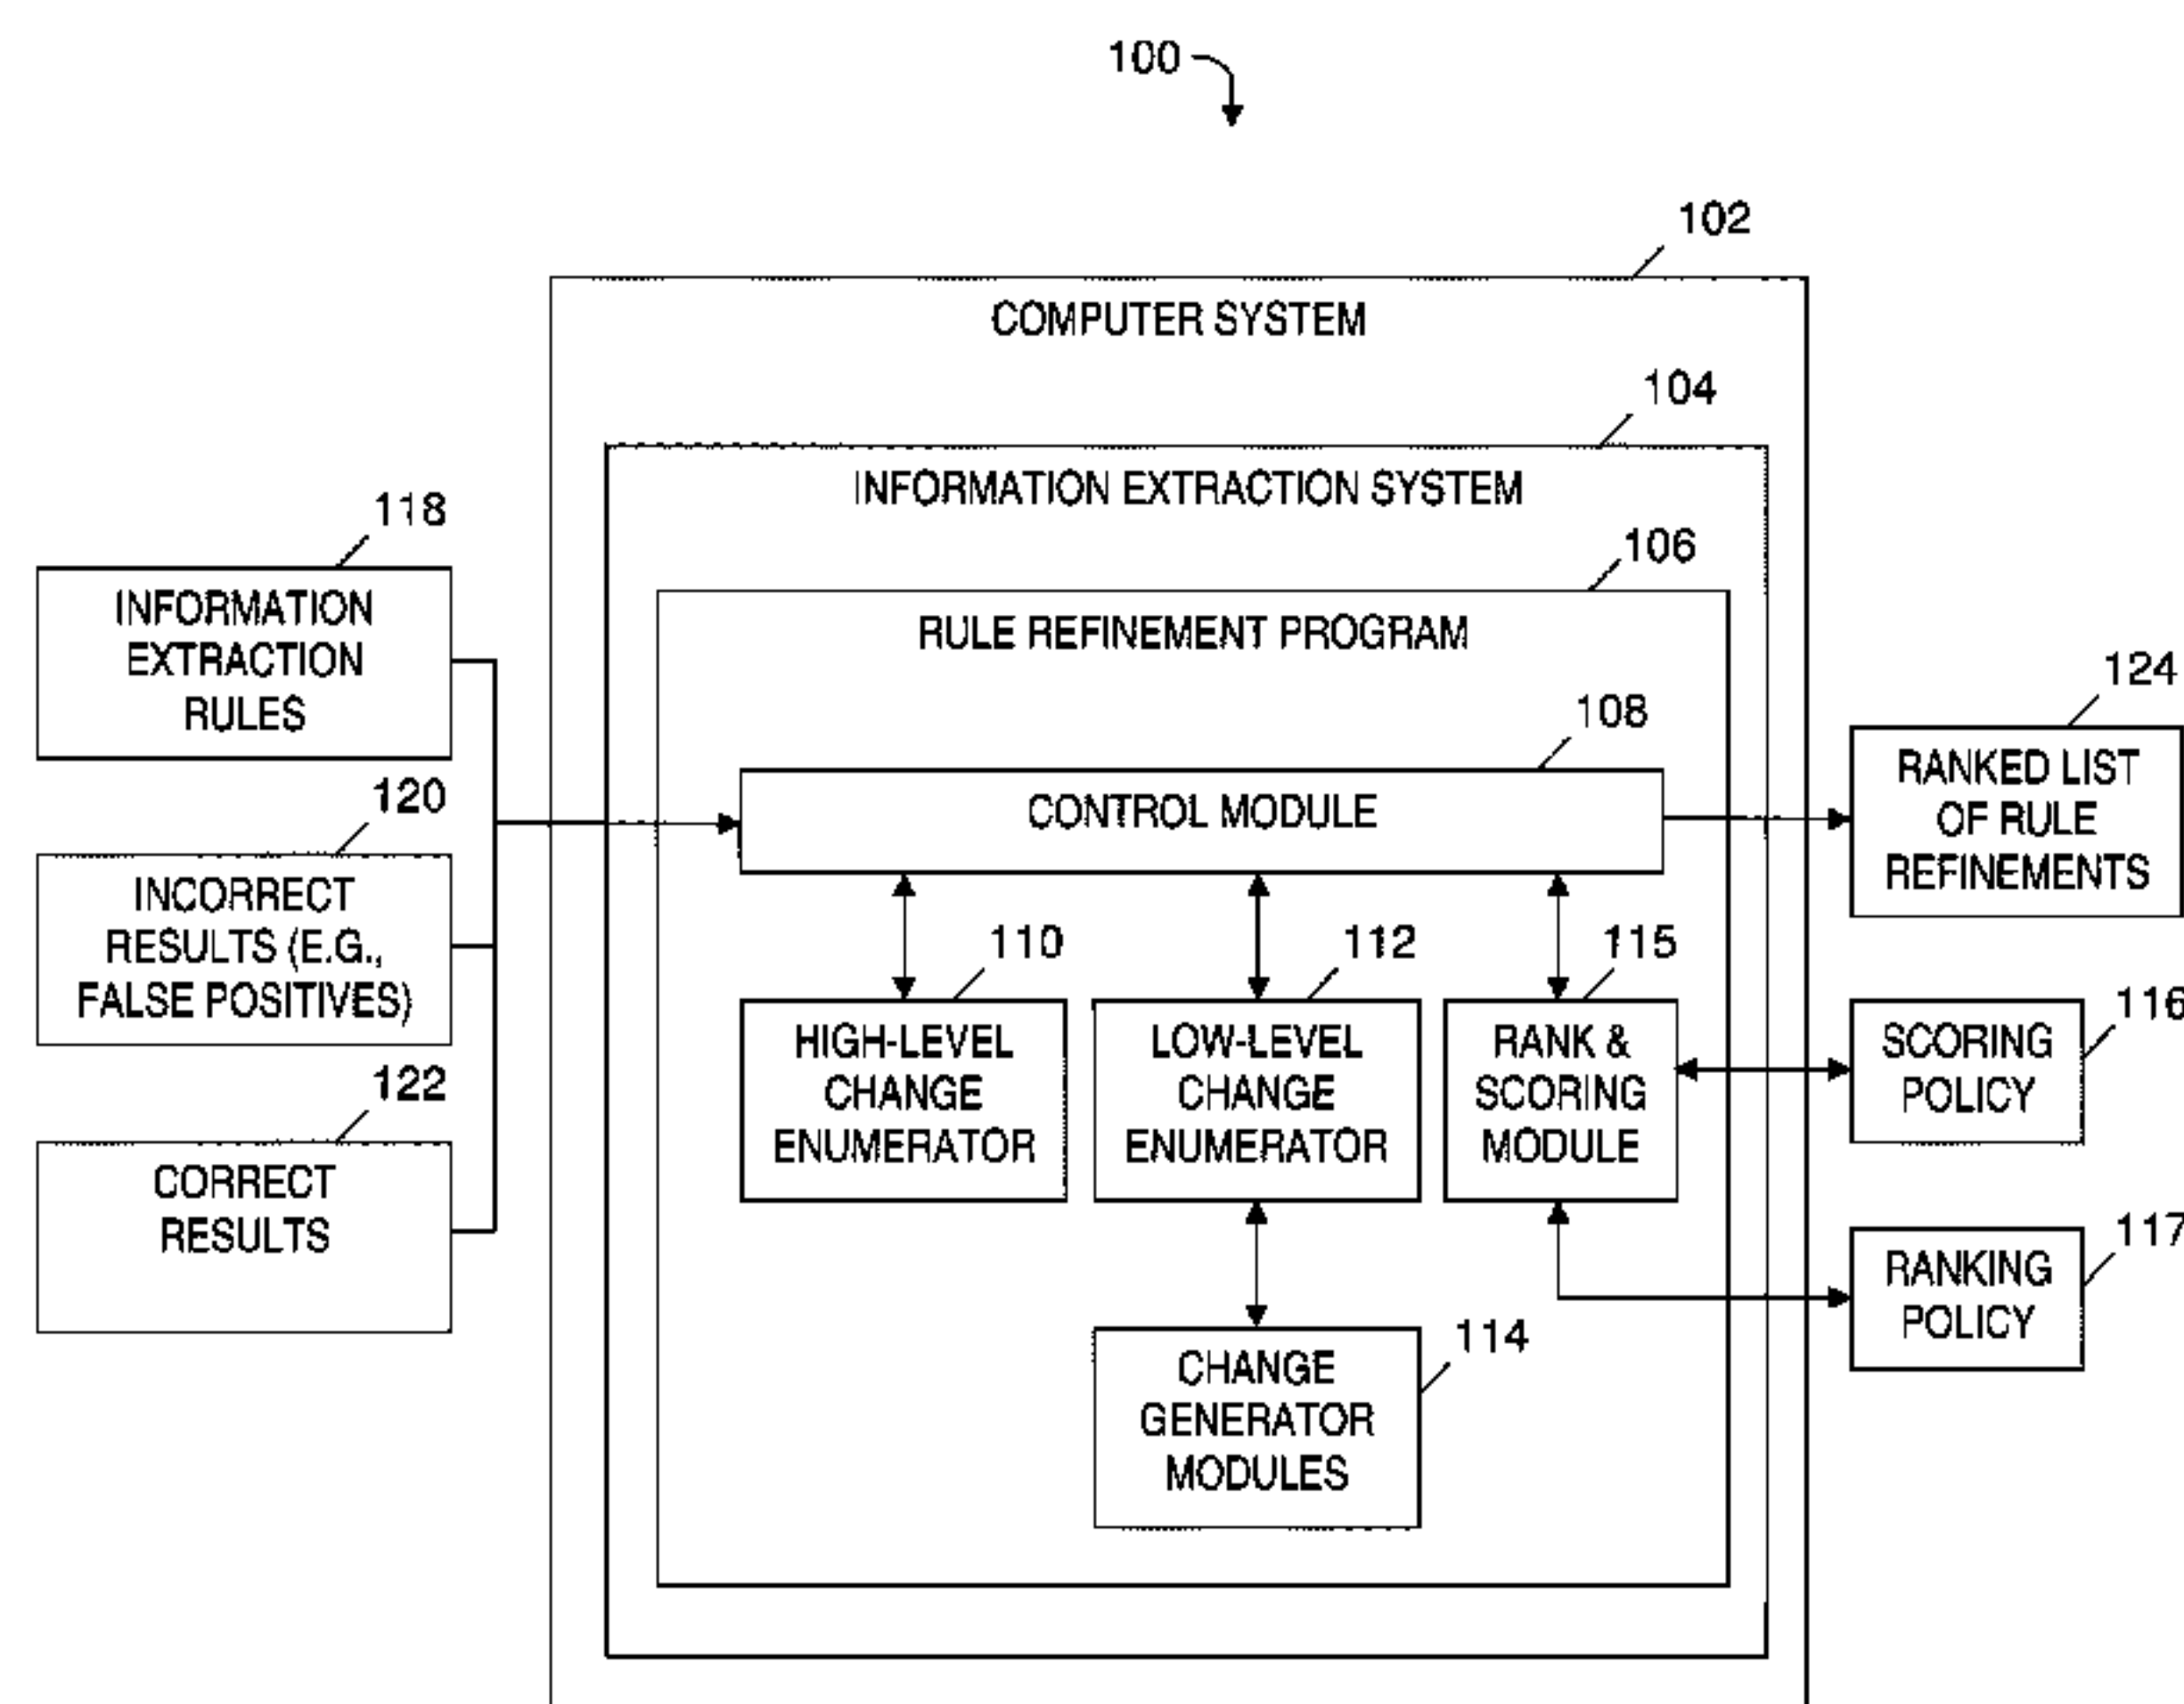 100
102
COMPUTER SYSTEM
104
INFORMATION EXTRACTION SYSTEM
118
INFORMATION
EXTRACTION
RULES
106
RULE REFINEMENT PROGRAM
108
CONTROL MODULE
124
RANKED LIST
OF RULE
REFINEMENTS
120
INCORRECT
RESULTS (E.G.,
FALSE POSITIVES)
110
HIGH-LEVEL
CHANGE
ENUMERATOR
112
LOW-LEVEL
CHANGE
ENUMERATOR
115
RANK &
SCORING
MODULE
116
SCORING
POLICY
122
CORRECT
RESULTS
117
RANKING
POLICY
114
CHANGE
GENERATOR
MODULES